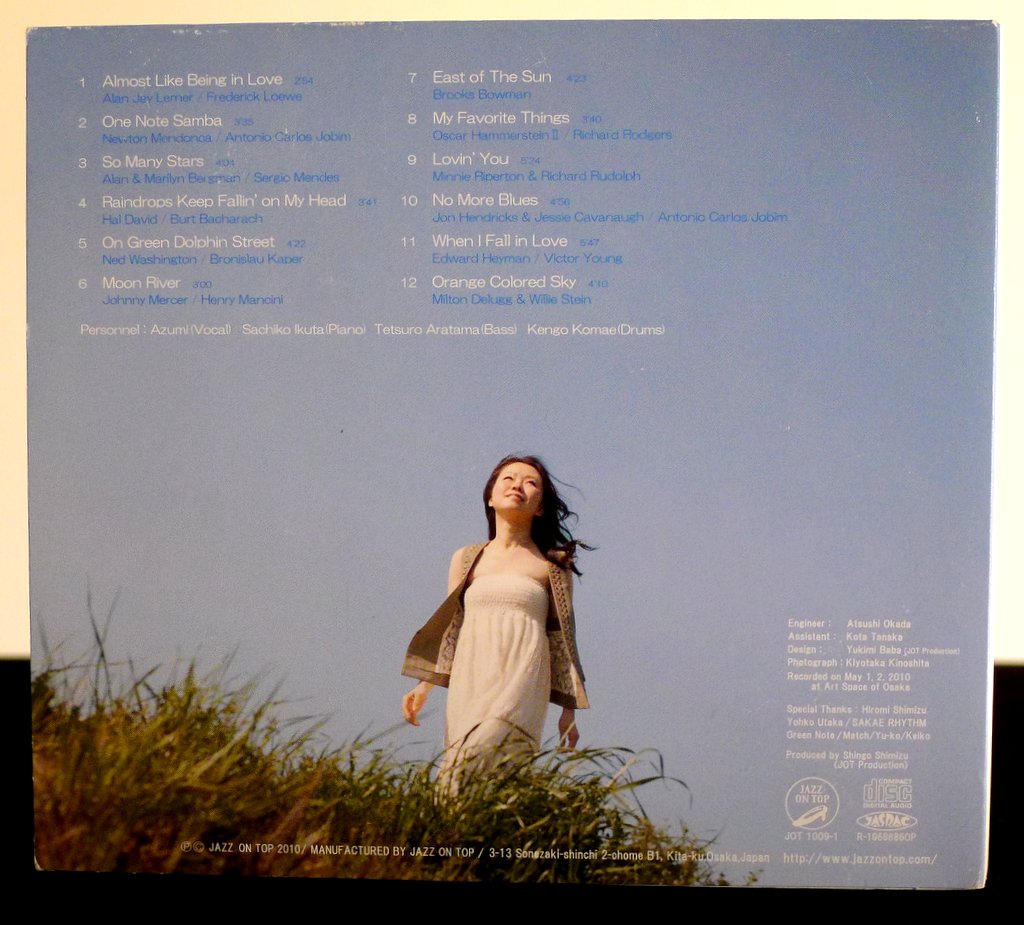 1 Almost Like Being in Love 2'54
Alan Jey Lerner / Frederick Loewe
2 One Note Samba 3'35
Newton Mendonoa / Antonio Carlos Jobim
3 So Many Stars 4'04
Alan & Marilyn Bergman / Sergio Mendes
4 Raindrops Keep Fallin' on My Head 3'41
Hal David / Burt Bacharach
5 On Green Dolphin Street 4'22
Ned Washington / Bronislau Kaper
6 Moon River 3'00
Johnny Mercer / Henry Mancini
7 East of The Sun 4'23
Brooks Bowman
8 My Favorite Things 3'40
Oscar Hammerstein II / Richard Rodgers
9 Lovin' You 5'24
Minnie Riperton & Richard Rudolph
10 No More Blues 4'56
Jon Hendricks & Jessie Cavanaugh / Antonio Carlos Jobim
11 When I Fall in Love 5'47
Edward Heyman / Victor Young
12 Orange Colored Sky 4'10
Milton Delugg & Willie Stein
Personnel : Azumi(Vocal) Sachiko Ikuta(Piano) Tetsuro Aratama(Bass) Kengo Komae(Drums)
Engineer : Atsushi Okada
Assistant : Kota Tanaka
Design : Yukimi Baba (JOT Production)
Photograph : Kiyotaka Kinoshita
Recorded on May 1, 2, 2010
at Art Space of Osaka
Special Thanks : Hiromi Shimizu
Yohko Utaka / SAKAE RHYTHM
Green Note / Match / Yu-ko / Keiko
Produced by Shingo Shimizu
(JOT Production)
JAZZ
ON TOP
COMPACT
disc
DIGITAL AUDIO
JASRAC
JOT 1009-1
R-1069886OP
℗© JAZZ ON TOP 2010/ MANUFACTURED BY JAZZ ON TOP / 3-13 Sonezaki-shinchi 2-ohome B1, Kita-ku,Osaka,Japan
http://www.jazzontop.com/